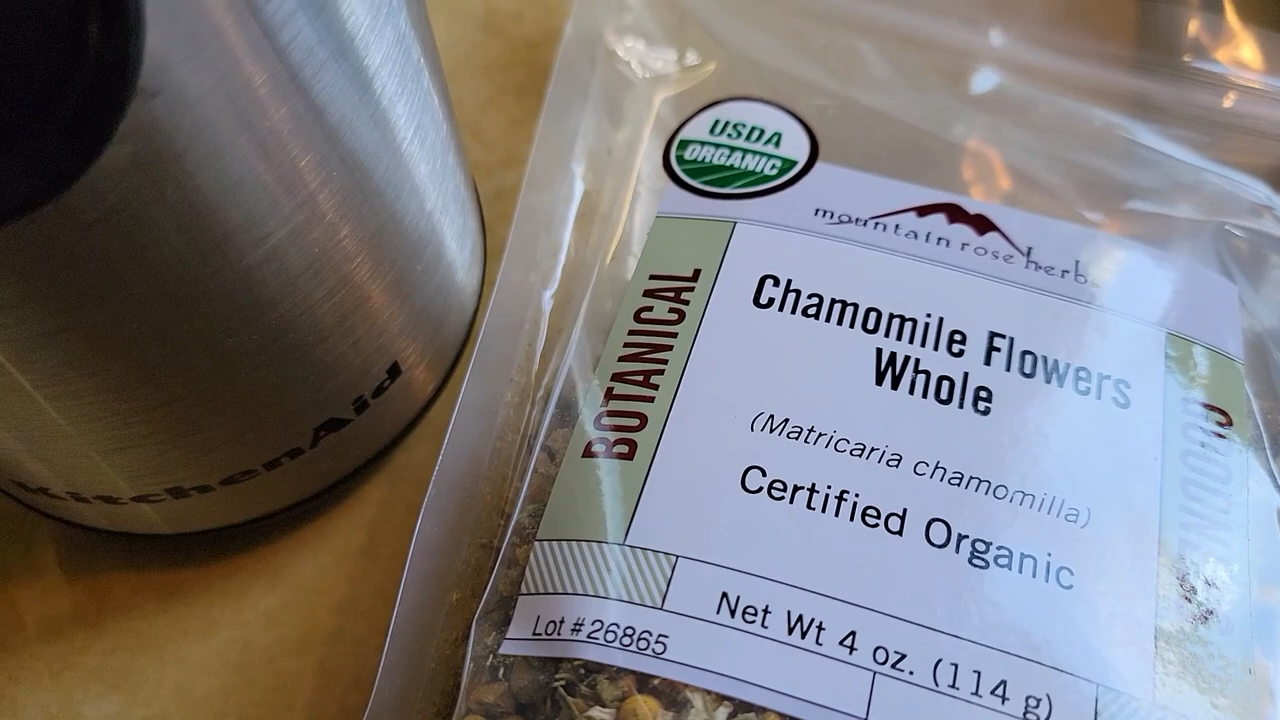 KitchenAid
USDA
ORGANIC
mountain rose herb
BOTANICAL
Chamomile Flowers
Whole
(Matricaria chamomilla)
Certified Organic
Net Wt 4 oz. (114 g)
Lot #26865